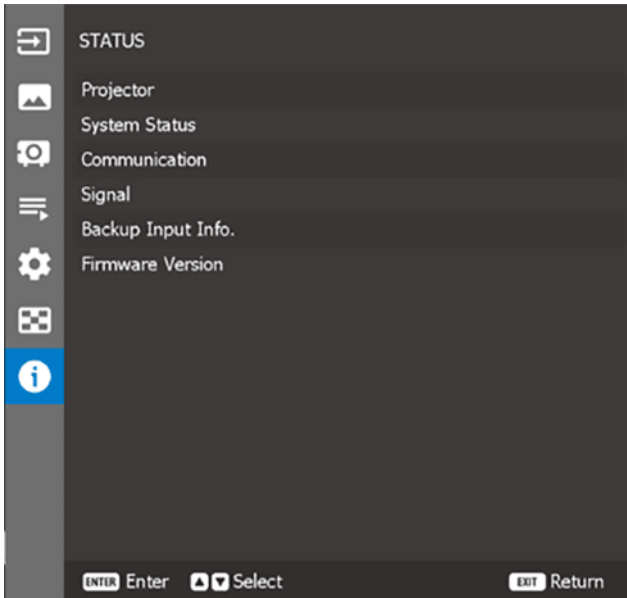 STATUS
Projector
System Status
Communication
Signal
Backup Input Info.
Firmware Version
ENTER Enter Select EXIT Return